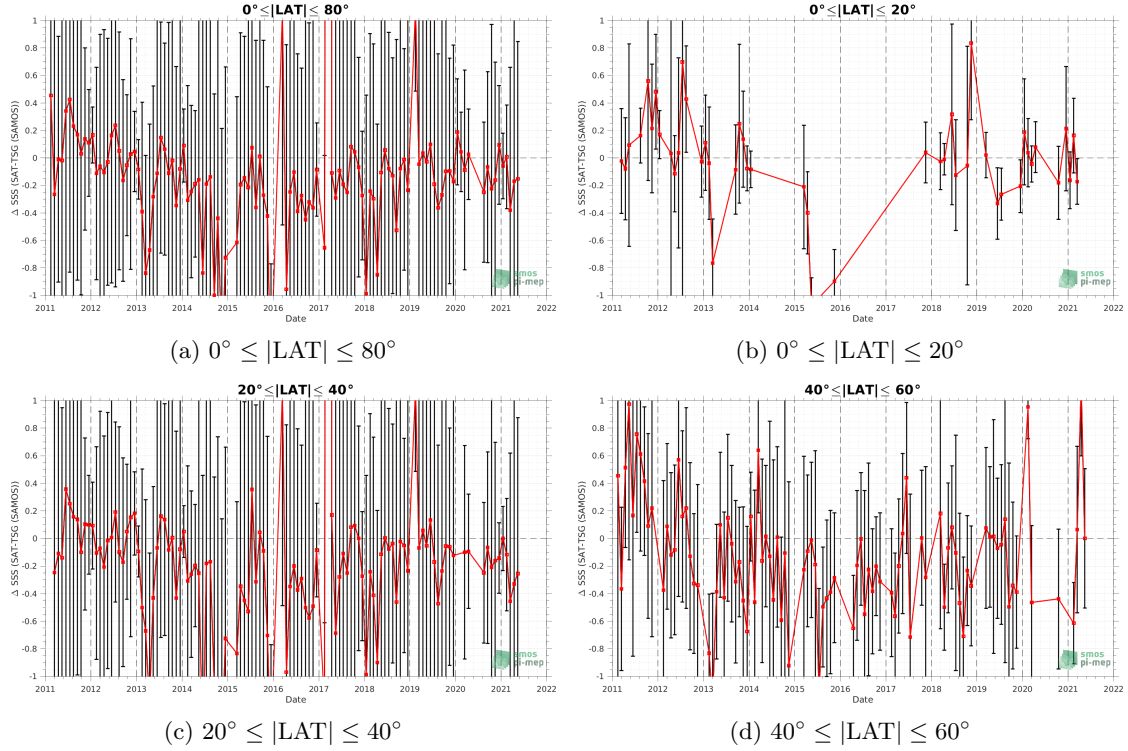 0°≤|LAT|≤ 80°
Δ SSS (SAT-TSG (SAMOS))
1
0.8
0.6
0.4
0.2
0
-0.2
-0.4
-0.6
-0.8
-1
2011 2012 2013 2014 2015 2016 2017 2018 2019 2020 2021 2022
Date
smos
pi-mep
(a) 0° ≤ |LAT| ≤ 80°
0°≤|LAT|≤ 20°
Δ SSS (SAT-TSG (SAMOS))
1
0.8
0.6
0.4
0.2
0
-0.2
-0.4
-0.6
-0.8
-1
2011 2012 2013 2014 2015 2016 2017 2018 2019 2020 2021 2022
Date
smos
pi-mep
(b) 0° ≤ |LAT| ≤ 20°
20°≤|LAT|≤ 40°
Δ SSS (SAT-TSG (SAMOS))
1
0.8
0.6
0.4
0.2
0
-0.2
-0.4
-0.6
-0.8
-1
2011 2012 2013 2014 2015 2016 2017 2018 2019 2020 2021 2022
Date
smos
pi-mep
(c) 20° ≤ |LAT| ≤ 40°
40°≤|LAT|≤ 60°
Δ SSS (SAT-TSG (SAMOS))
1
0.8
0.6
0.4
0.2
0
-0.2
-0.4
-0.6
-0.8
-1
2011 2012 2013 2014 2015 2016 2017 2018 2019 2020 2021 2022
Date
smos
pi-mep
(d) 40° ≤ |LAT| ≤ 60°